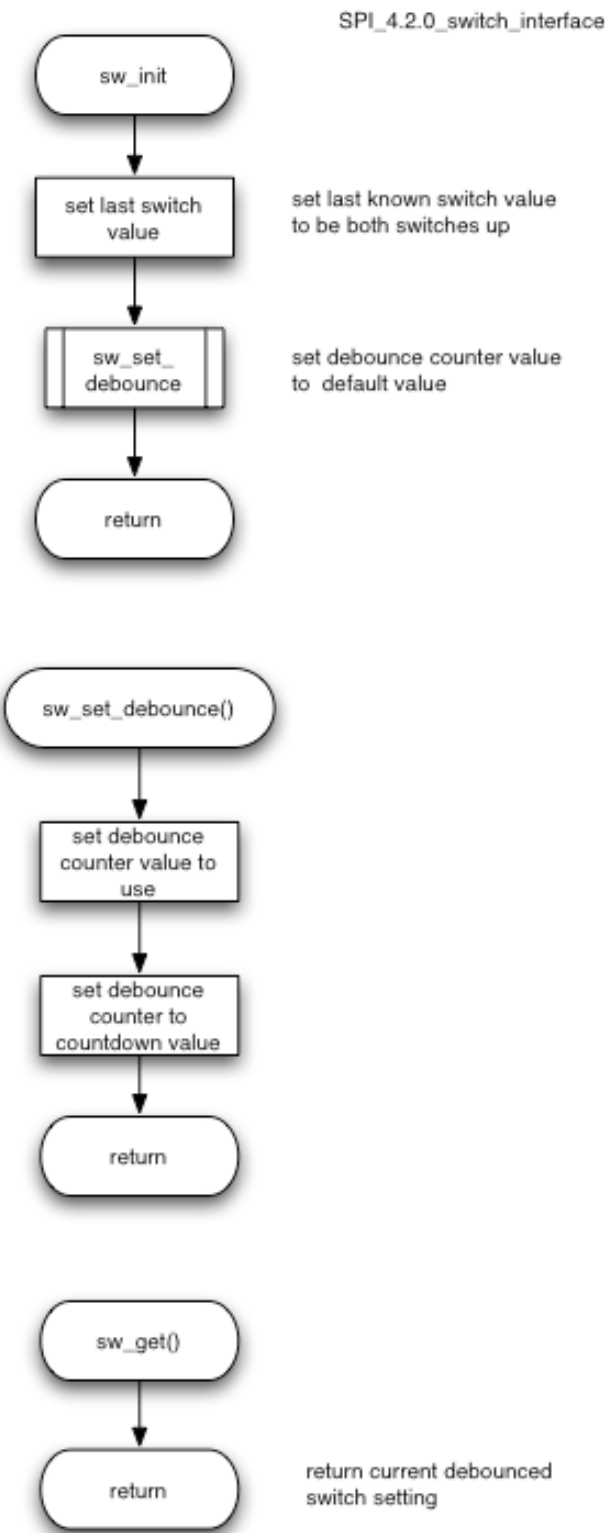 SPI_4.2.0_switch_interface
sw_init
set last switch
value
set last known switch value
to be both switches up
sw_set_
debounce
set debounce counter value
to default value
return
sw_set_debounce()
set debounce
counter value to
use
set debounce
counter to
countdown value
return
sw_get()
return
return current debounced
switch setting